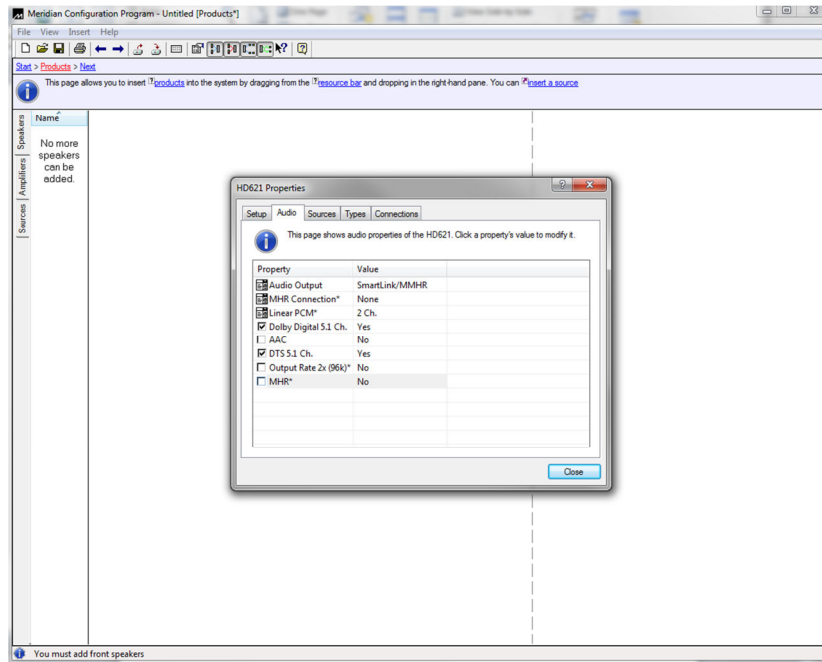 Meridian Configuration Program - Untitled [Products*]
File View Insert Help
Start > Products > Next
This page allows you to insert products into the system by dragging from the resource bar and dropping in the right-hand pane. You can insert a source
Speakers
Amplifiers
Sources
Name
No more
speakers
can be
added.
HD621 Properties
Setup Audio Sources Types Connections
This page shows audio properties of the HD621. Click a property's value to modify it.
Property Value
Audio Output SmartLink/MMHR
MHR Connection* None
Linear PCM* 2 Ch.
Dolby Digital 5.1 Ch. Yes
AAC No
DTS 5.1 Ch. Yes
Output Rate 2x (96k)* No
MHR* No
Close
You must add front speakers